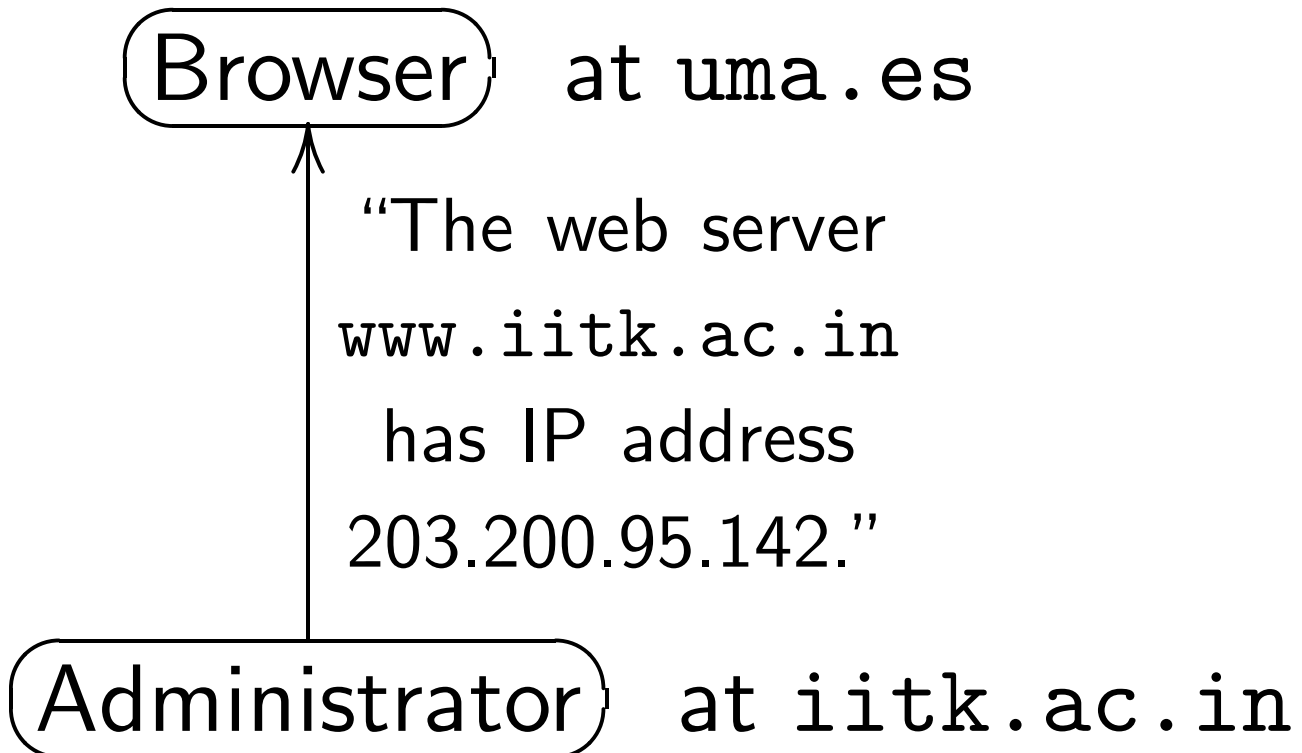 Browser at uma.es
“The web server
www.iitk.ac.in
has IP address
203.200.95.142.”
Administrator at iitk.ac.in